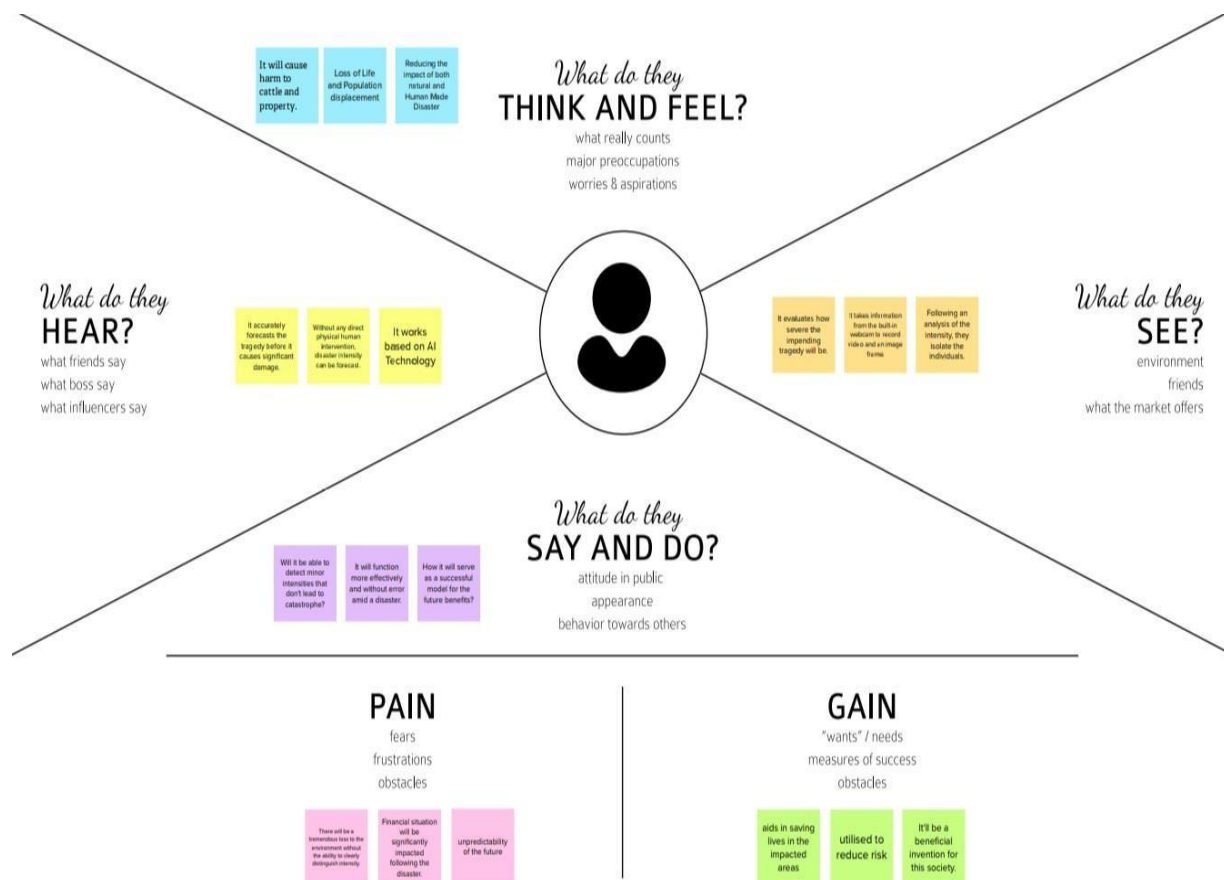 It will cause
harm to
cattle and
property.
Loss of Life
and Population
displacement
Reducing the
impact of both
natural and
Human Made
Disaster
What do they
THINK AND FEEL?
what really counts
major preoccupations
worries & aspirations
What do they
HEAR?
what friends say
what boss say
what influencers say
It accurately
forecasts the
tragedy before it
causes significant
damage.
Without any direct
physical human
intervention,
disaster intensity
can be forecast.
It works
based on AI
Technology
It evaluates how
severe the
impending
tragedy will be.
It takes information
from the built-in
webcam to record
video and an image
frame.
Following an
analysis of the
intensity, they
isolate the
individuals.
What do they
SEE?
environment
friends
what the market offers
What do they
SAY AND DO?
attitude in public
appearance
behavior towards others
Will it be able to
detect minor
intensities that
don't lead to
catastrophe?
It will function
more effectively
and without error
amid a disaster.
How it will serve
as a successful
model for the
future benefits?
PAIN
fears
frustrations
obstacles
There will be a
tremendous loss to the
environment without
the ability to clearly
distinguish intensity.
Financial situation
will be
significantly
impacted
following the
disaster.
unpredictability
of the future
GAIN
"wants" / needs
measures of success
obstacles
aids in saving
lives in the
impacted
areas
utilised to
reduce risk
It'll be a
beneficial
invention for
this society.